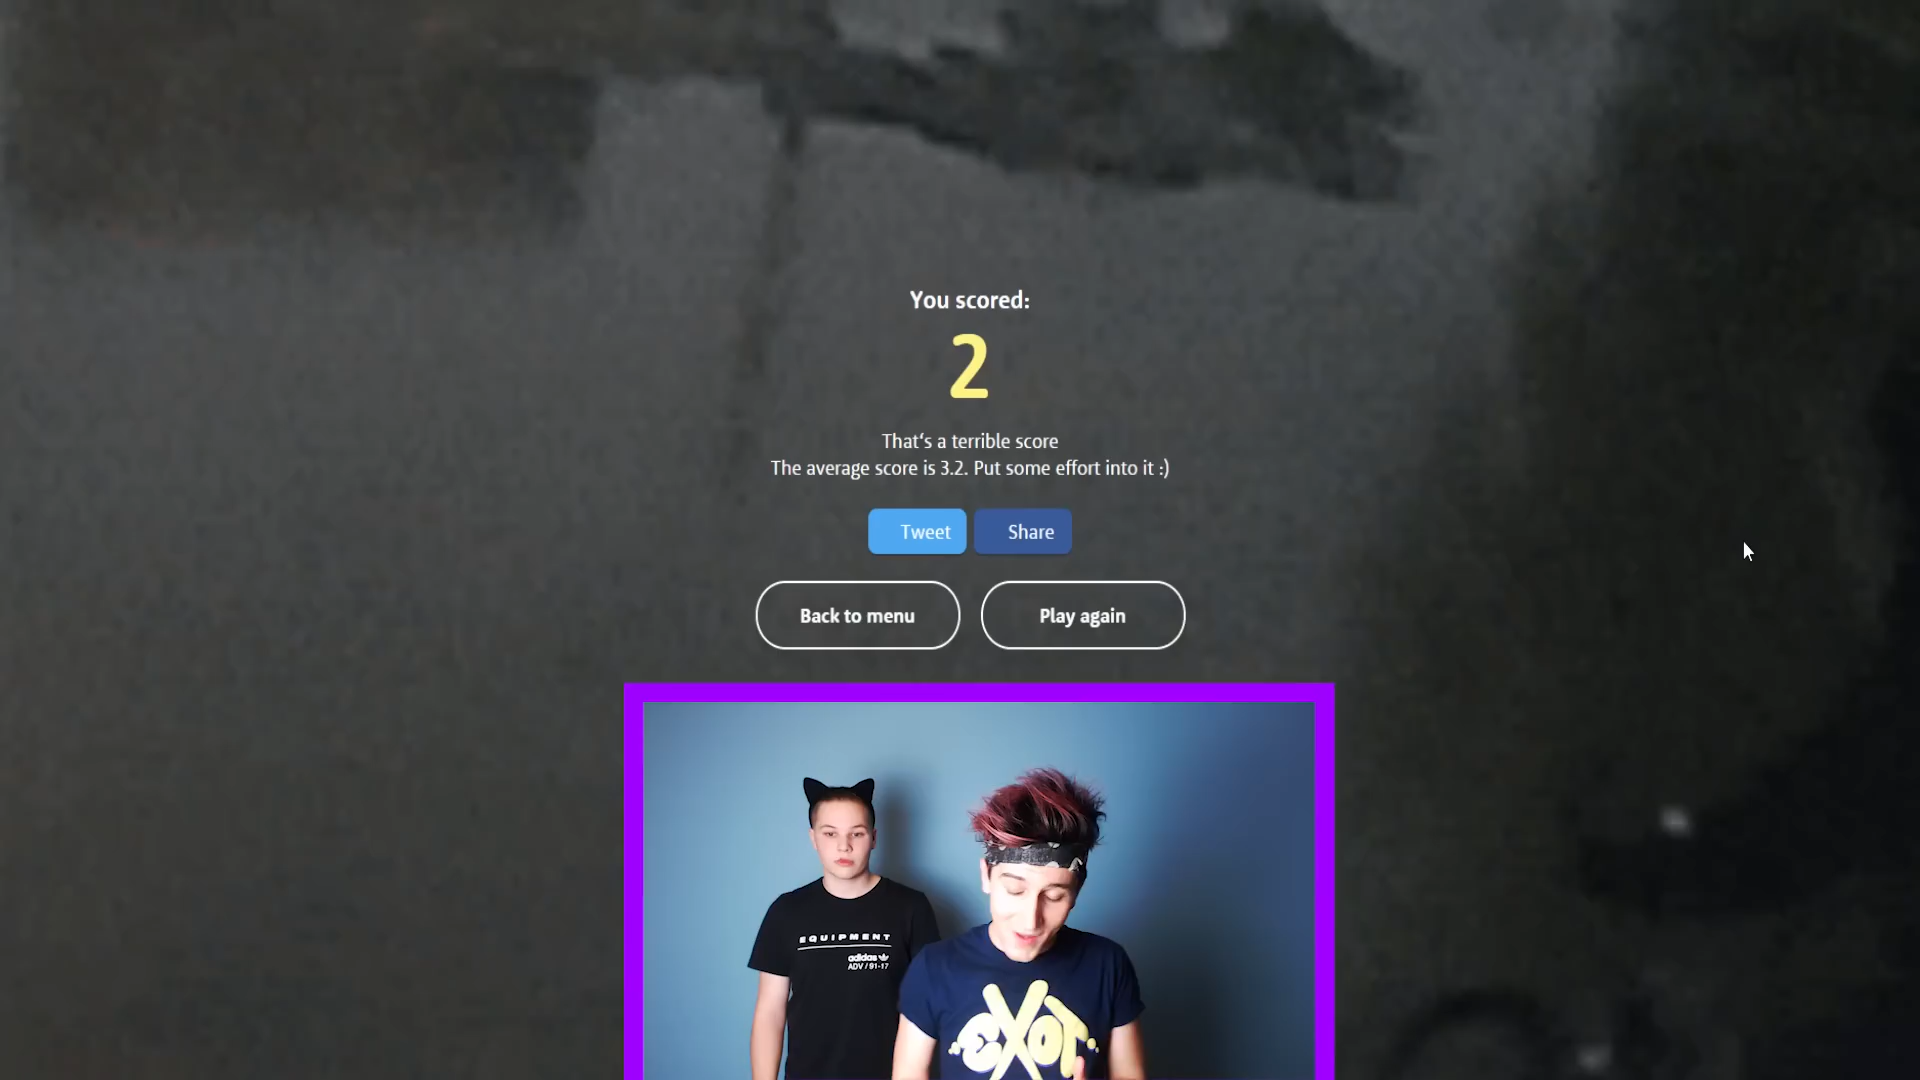 You scored:
2
That's a terrible score
The average score is 3.2. Put some effort into it :)
Tweet Share
Back to menu Play again
EQUIPMENT
adidas
ADV / 91-17
EXOT